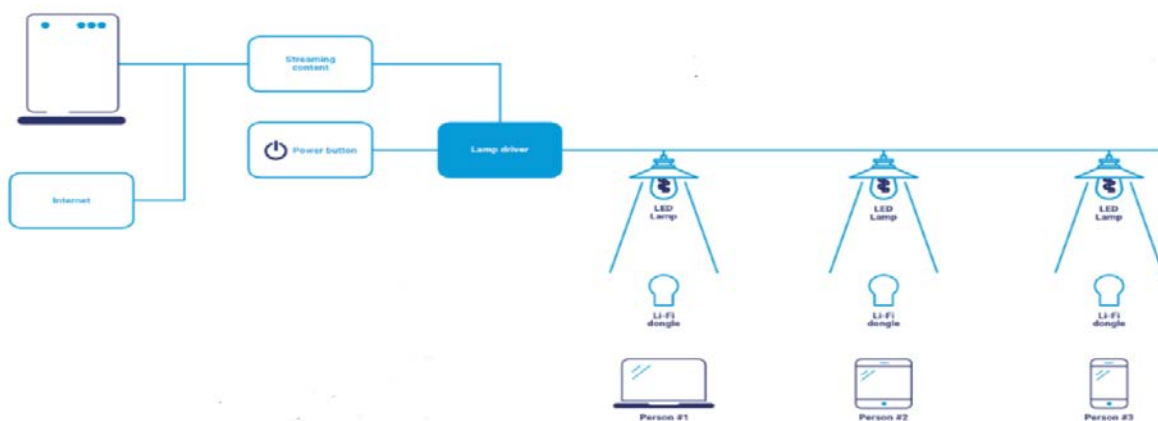 Streaming
content
Power button
Lamp driver
Internet
LED
Lamp
LED
Lamp
LED
Lamp
Li-Fi
dongle
Li-Fi
dongle
Li-Fi
dongle
Person #1
Person #2
Person #3